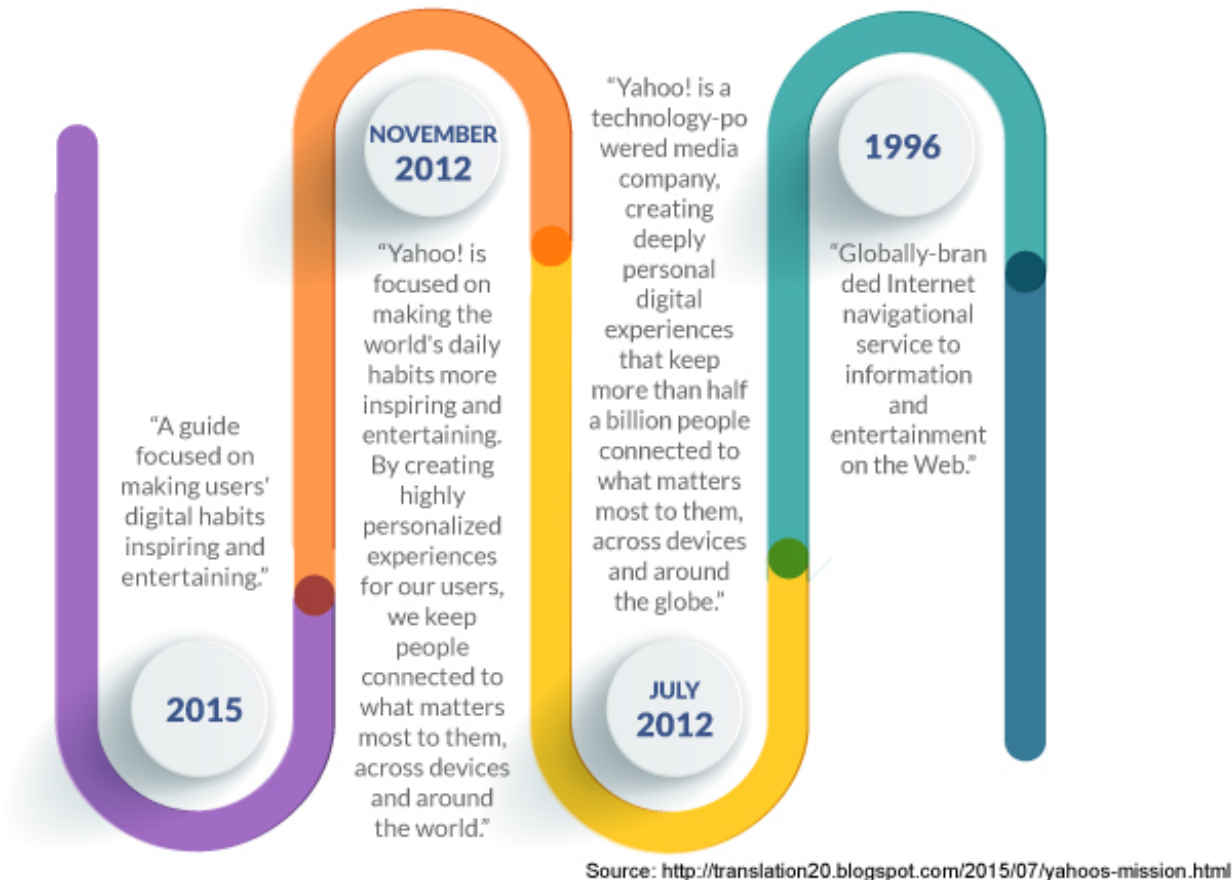 NOVEMBER
2012
“Yahoo! is
focused on
making the
world's daily
habits more
inspiring and
entertaining.
By creating
highly
personalized
experiences
for our users,
we keep
people
connected to
what matters
most to them,
across devices
and around
the world.”
“A guide
focused on
making users’
digital habits
inspiring and
entertaining.”
2015
“Yahoo! is a
technology-po
wered media
company,
creating
deeply
personal
digital
experiences
that keep
more than half
a billion people
connected to
what matters
most to them,
across devices
and around
the globe.”
JULY
2012
1996
“Globally-bran
ded Internet
navigational
service to
information
and
entertainment
on the Web.”
Source: http://translation20.blogspot.com/2015/07/yahoos-mission.html